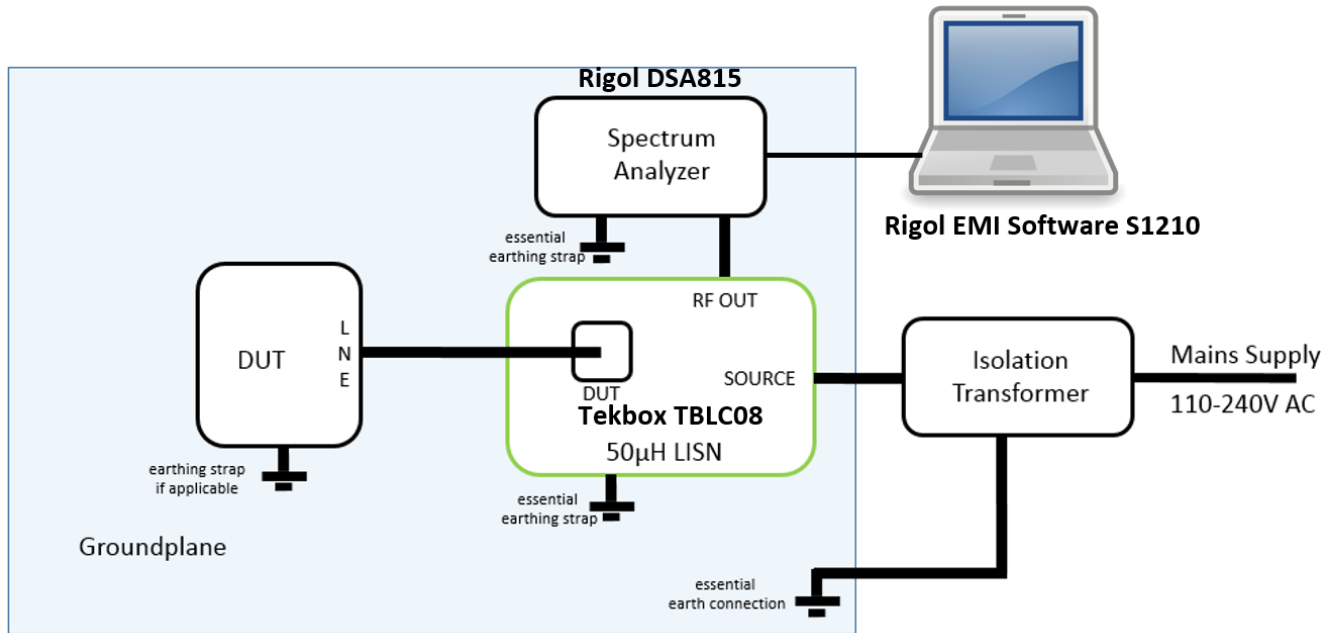 Rigol DSA815
Spectrum
Analyzer
Rigol EMI Software S1210
essential
earthing strap
RF OUT
L
N
E
DUT
DUT
SOURCE
Tekbox TBLC08
50µH LISN
Isolation
Transformer
Mains Supply
110-240V AC
earthing strap
if applicable
essential
earthing strap
Groundplane
essential
earth connection